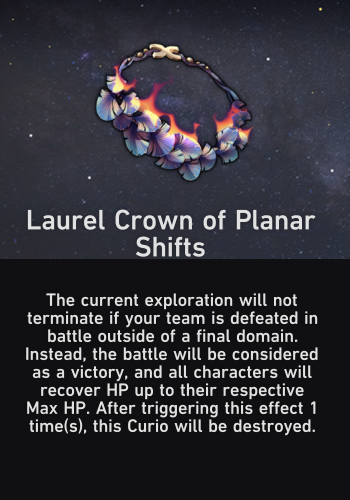 Laurel Crown of Planar
Shifts
The current exploration will not
terminate if your team is defeated in
battle outside of a final domain.
Instead, the battle will be considered
as a victory, and all characters will
recover HP up to their respective
Max HP. After triggering this effect 1
time(s), this Curio will be destroyed.